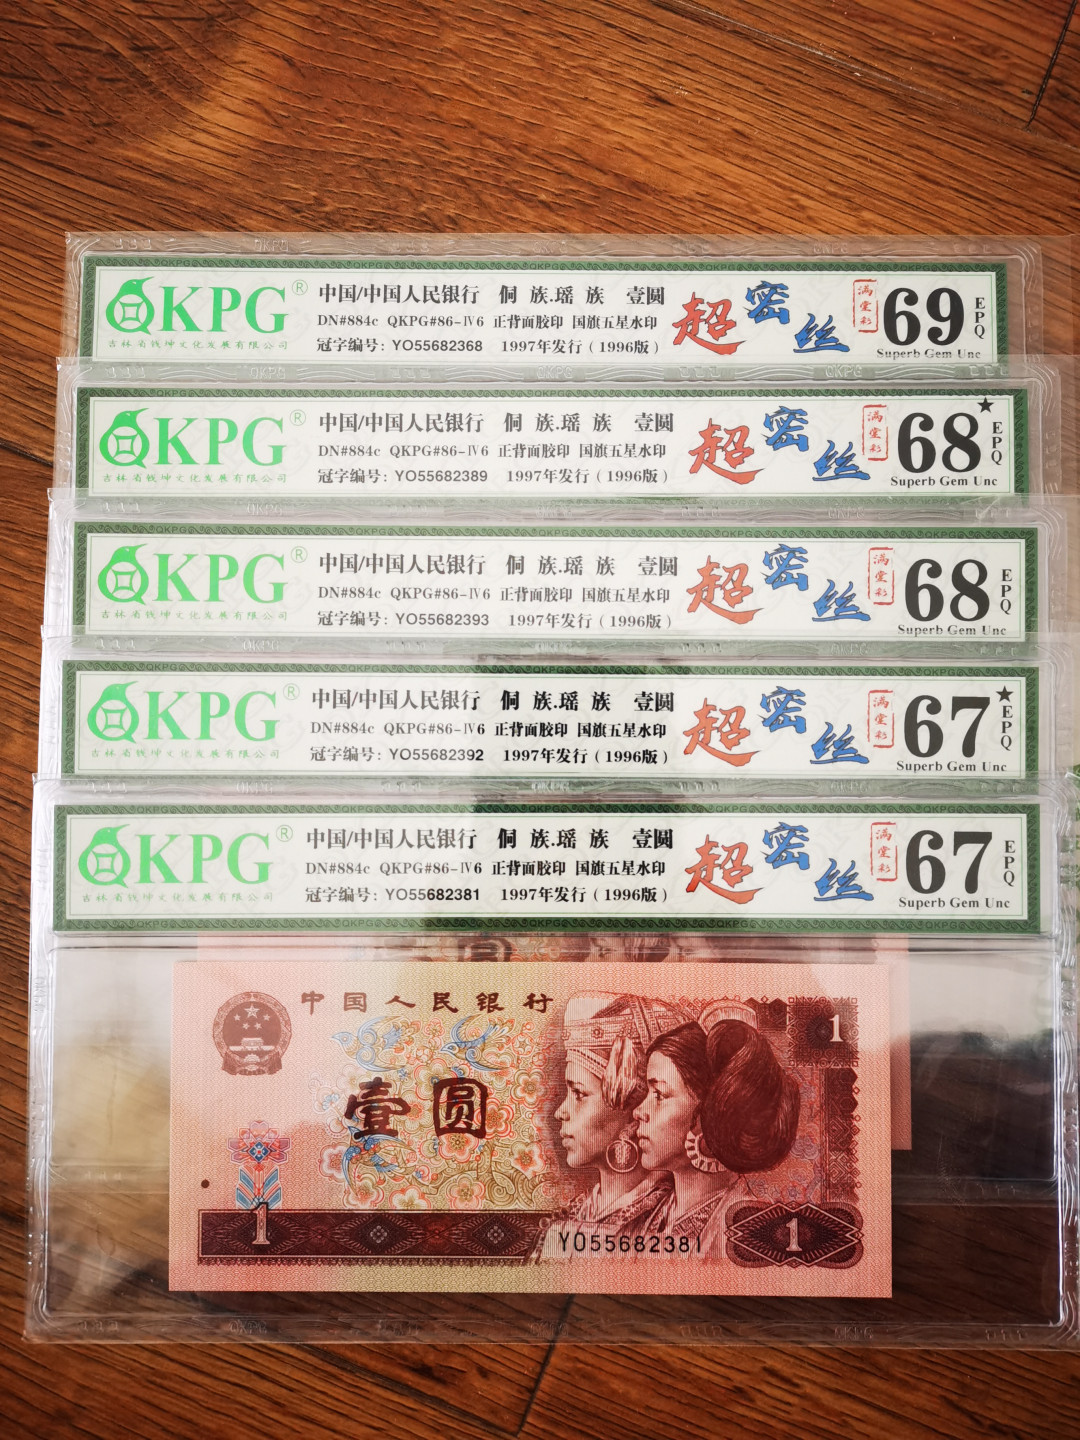 QKPG®
吉林省钱坤文化发展有限公司
中国/中国人民银行 侗 族.瑶 族 壹圆
DN#884c QKPG#86-Ⅳ6 正背面胶印 国旗五星水印
冠字编号: YO55682368 1997年发行(1996版)
超密丝
满堂彩
69 EPQ
Superb Gem Unc
QKPG®
吉林省钱坤文化发展有限公司
中国/中国人民银行 侗 族.瑶 族 壹圆
DN#884c QKPG#86-Ⅳ6 正背面胶印 国旗五星水印
冠字编号: YO55682389 1997年发行(1996版)
超密丝
满堂彩
68★ EPQ
Superb Gem Unc
QKPG®
吉林省钱坤文化发展有限公司
中国/中国人民银行 侗 族.瑶 族 壹圆
DN#884c QKPG#86-Ⅳ6 正背面胶印 国旗五星水印
冠字编号: YO55682393 1997年发行(1996版)
超密丝
满堂彩
68 EPQ
Superb Gem Unc
QKPG®
吉林省钱坤文化发展有限公司
中国/中国人民银行 侗 族.瑶 族 壹圆
DN#884c QKPG#86-Ⅳ6 正背面胶印 国旗五星水印
冠字编号: YO55682392 1997年发行(1996版)
超密丝
满堂彩
67★ EPQ
Superb Gem Unc
QKPG®
吉林省钱坤文化发展有限公司
中国/中国人民银行 侗 族.瑶 族 壹圆
DN#884c QKPG#86-Ⅳ6 正背面胶印 国旗五星水印
冠字编号: YO55682381 1997年发行(1996版)
超密丝
满堂彩
67 EPQ
Superb Gem Unc
中国人民银行
1
壹圆
1
YO55682381
1